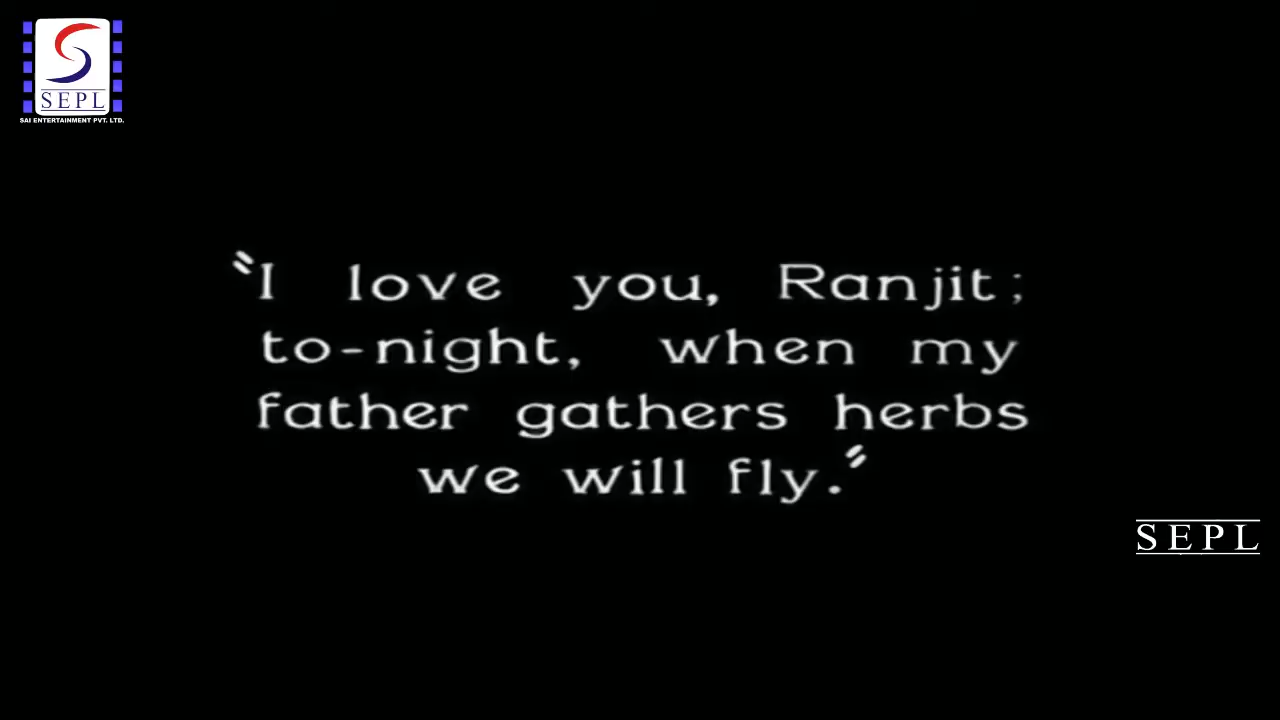 SEPL
SAI ENTERTAINMENT PVT. LTD.
"I love you, Ranjit;
to-night, when my
father gathers herbs
we will fly."
SEPL